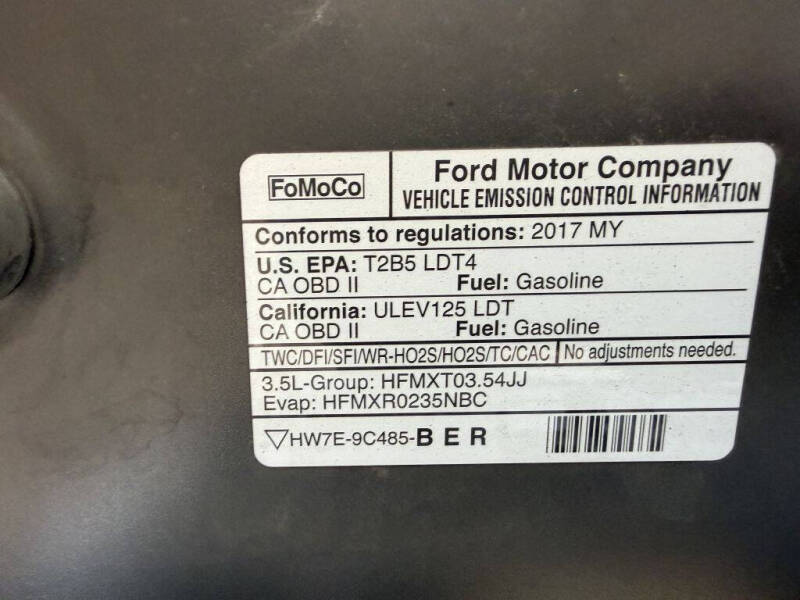 FoMoCo
Ford Motor Company
VEHICLE EMISSION CONTROL INFORMATION
Conforms to regulations: 2017 MY
U.S. EPA: T2B5 LDT4
CA OBD II Fuel: Gasoline
California: ULEV125 LDT
CA OBD II Fuel: Gasoline
TWC/DFI/SFI/WR-HO2S/HO2S/TC/CAC No adjustments needed.
3.5L-Group: HFMXT03.54JJ
Evap: HFMXR0235NBC
▽HW7E-9C485-B E R